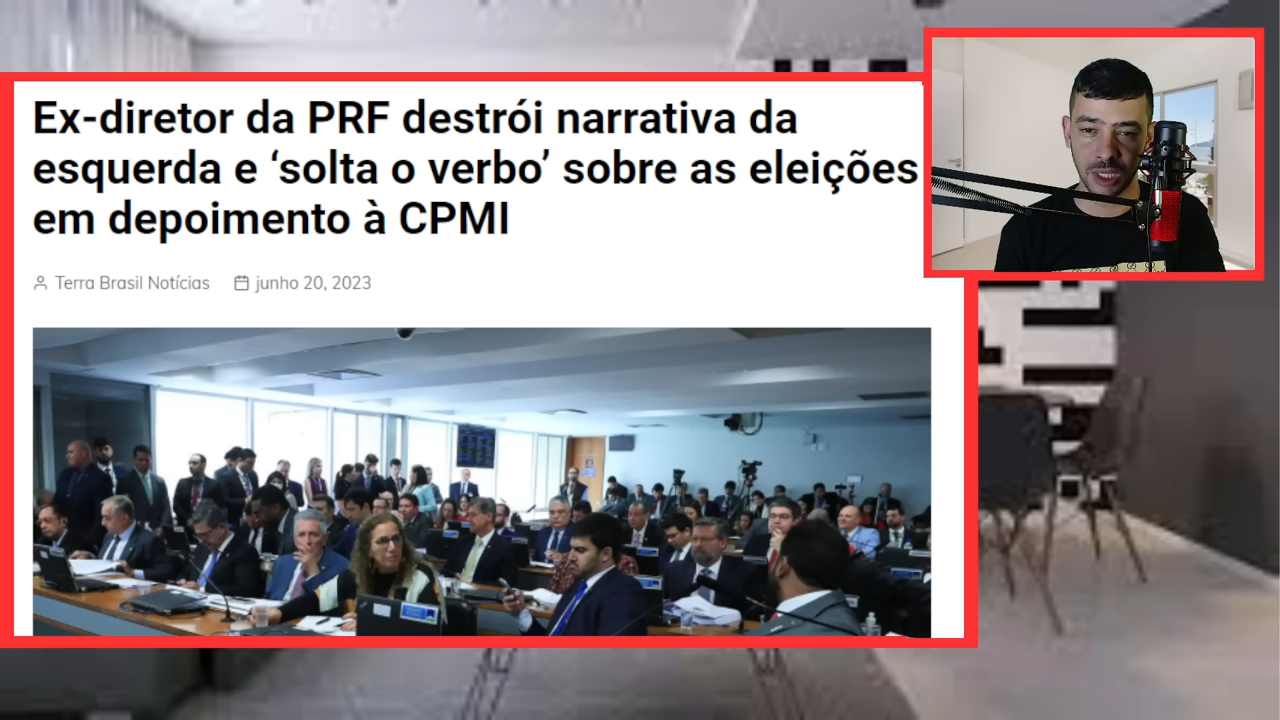 Ex-diretor da PRF destrói narrativa da
esquerda e ‘solta o verbo’ sobre as eleições
em depoimento à CPMI
Terra Brasil Notícias junho 20, 2023